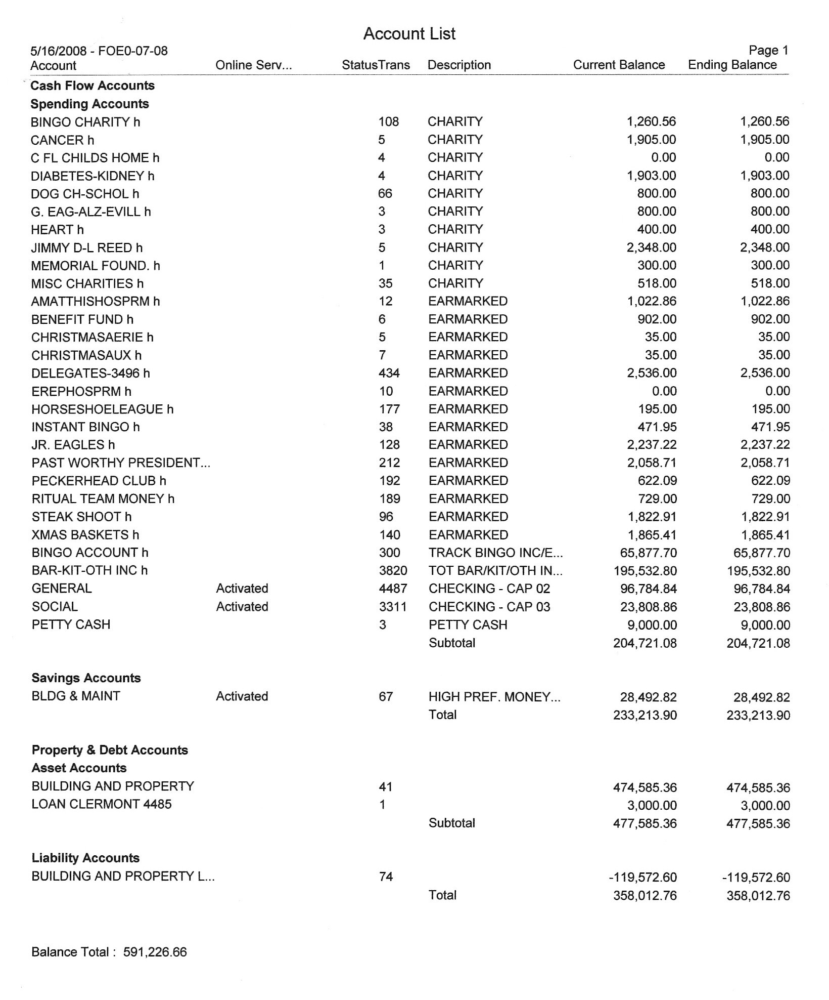 Account List
5/16/2008 - FOE0-07-08 Page 1
Account Online Serv... StatusTrans Description Current Balance Ending Balance
Cash Flow Accounts
Spending Accounts
BINGO CHARITY h 108 CHARITY 1,260.56 1,260.56
CANCER h 5 CHARITY 1,905.00 1,905.00
C FL CHILDS HOME h 4 CHARITY 0.00 0.00
DIABETES-KIDNEY h 4 CHARITY 1,903.00 1,903.00
DOG CH-SCHOL h 66 CHARITY 800.00 800.00
G. EAG-ALZ-EVILL h 3 CHARITY 800.00 800.00
HEART h 3 CHARITY 400.00 400.00
JIMMY D-L REED h 5 CHARITY 2,348.00 2,348.00
MEMORIAL FOUND. h 1 CHARITY 300.00 300.00
MISC CHARITIES h 35 CHARITY 518.00 518.00
AMATTHISHOSPRM h 12 EARMARKED 1,022.86 1,022.86
BENEFIT FUND h 6 EARMARKED 902.00 902.00
CHRISTMASAERIE h 5 EARMARKED 35.00 35.00
CHRISTMASAUX h 7 EARMARKED 35.00 35.00
DELEGATES-3496 h 434 EARMARKED 2,536.00 2,536.00
EREPHOSPRM h 10 EARMARKED 0.00 0.00
HORSESHOELEAGUE h 177 EARMARKED 195.00 195.00
INSTANT BINGO h 38 EARMARKED 471.95 471.95
JR. EAGLES h 128 EARMARKED 2,237.22 2,237.22
PAST WORTHY PRESIDENT... 212 EARMARKED 2,058.71 2,058.71
PECKERHEAD CLUB h 192 EARMARKED 622.09 622.09
RITUAL TEAM MONEY h 189 EARMARKED 729.00 729.00
STEAK SHOOT h 96 EARMARKED 1,822.91 1,822.91
XMAS BASKETS h 140 EARMARKED 1,865.41 1,865.41
BINGO ACCOUNT h 300 TRACK BINGO INC/E... 65,877.70 65,877.70
BAR-KIT-OTH INC h 3820 TOT BAR/KIT/OTH IN... 195,532.80 195,532.80
GENERAL Activated 4487 CHECKING - CAP 02 96,784.84 96,784.84
SOCIAL Activated 3311 CHECKING - CAP 03 23,808.86 23,808.86
PETTY CASH 3 PETTY CASH 9,000.00 9,000.00
Subtotal 204,721.08 204,721.08
Savings Accounts
BLDG & MAINT Activated 67 HIGH PREF. MONEY... 28,492.82 28,492.82
Total 233,213.90 233,213.90
Property & Debt Accounts
Asset Accounts
BUILDING AND PROPERTY 41 474,585.36 474,585.36
LOAN CLERMONT 4485 1 3,000.00 3,000.00
Subtotal 477,585.36 477,585.36
Liability Accounts
BUILDING AND PROPERTY L... 74 -119,572.60 -119,572.60
Total 358,012.76 358,012.76
Balance Total : 591,226.66